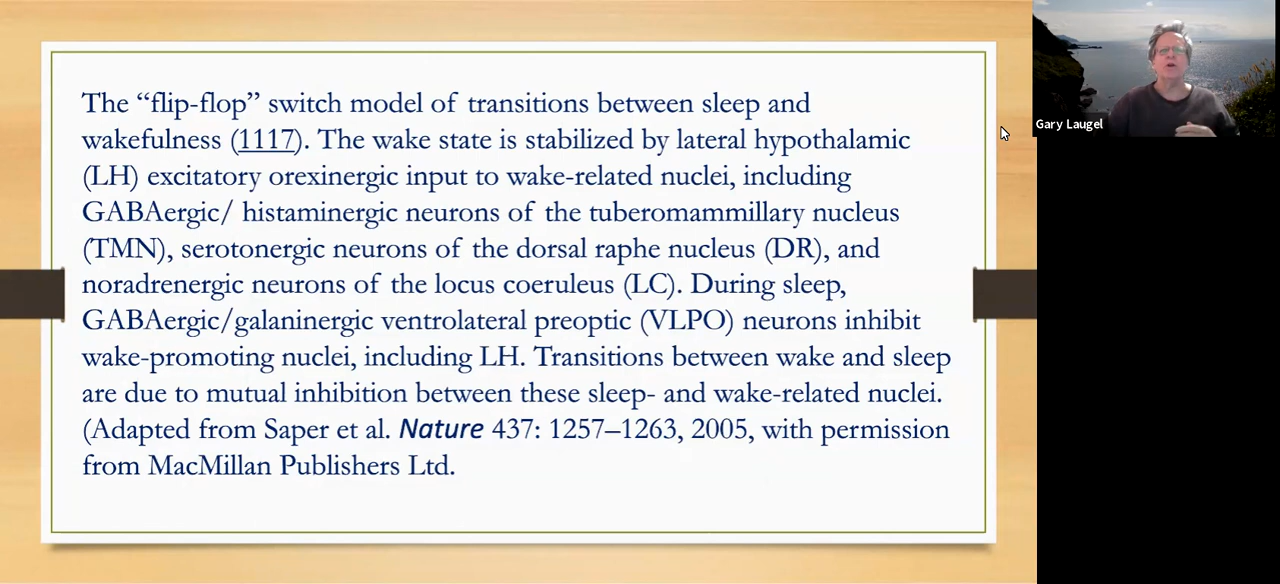 The “flip-flop” switch model of transitions between sleep and
wakefulness (1117). The wake state is stabilized by lateral hypothalamic
(LH) excitatory orexinergic input to wake-related nuclei, including
GABAergic/ histaminergic neurons of the tuberomammillary nucleus
(TMN), serotonergic neurons of the dorsal raphe nucleus (DR), and
noradrenergic neurons of the locus coeruleus (LC). During sleep,
GABAergic/galaninergic ventrolateral preoptic (VLPO) neurons inhibit
wake-promoting nuclei, including LH. Transitions between wake and sleep
are due to mutual inhibition between these sleep- and wake-related nuclei.
(Adapted from Saper et al. Nature 437: 1257–1263, 2005, with permission
from MacMillan Publishers Ltd.
Gary Laugel